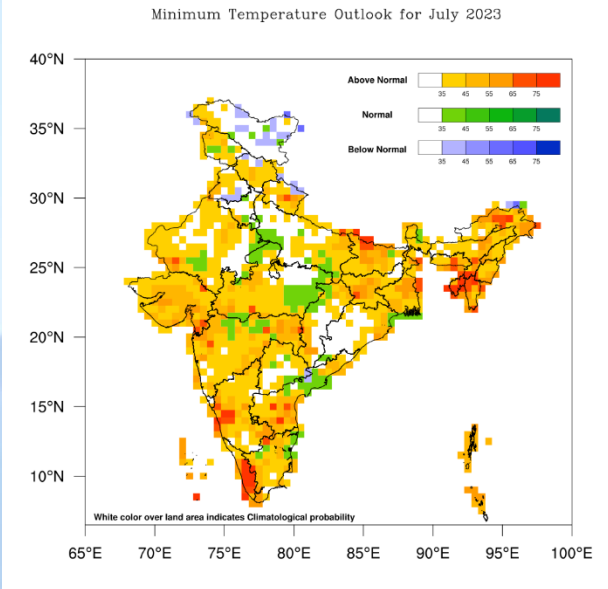 Minimum Temperature Outlook for July 2023
40°N
35°N
30°N
25°N
20°N
15°N
10°N
Above Normal
35 45 55 65 75
Normal
35 45 55 65 75
Below Normal
35 45 55 65 75
White color over land area indicates Climatological probability
65°E 70°E 75°E 80°E 85°E 90°E 95°E 100°E